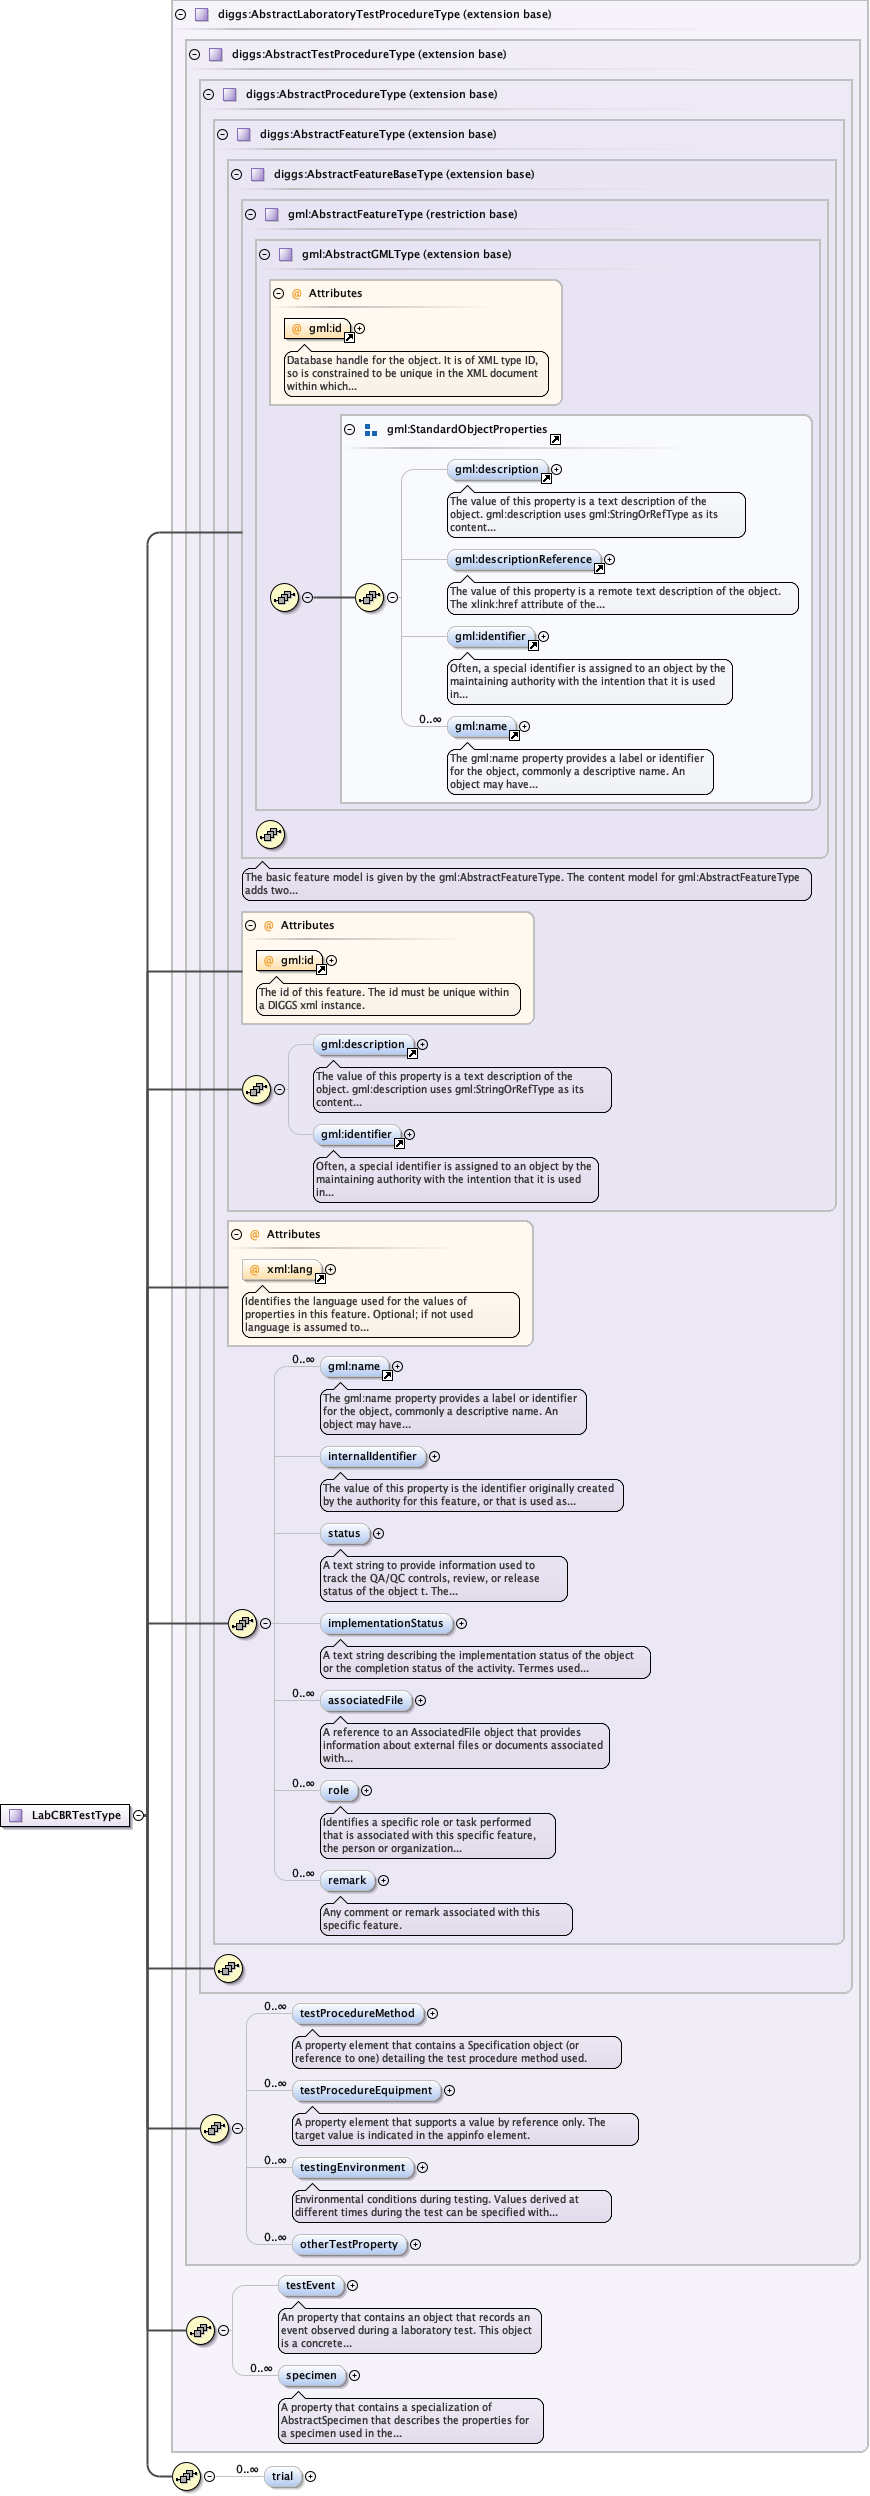 diggs:AbstractLaboratoryTestProcedureType (extension base)
diggs:AbstractTestProcedureType (extension base)
diggs:AbstractProcedureType (extension base)
diggs:AbstractFeatureType (extension base)
diggs:AbstractFeatureBaseType (extension base)
gml:AbstractFeatureType (restriction base)
gml:AbstractGMLType (extension base)
@ Attributes
@ gml:id
Database handle for the object. It is of XML type ID,
so is constrained to be unique in the XML document
within which...
gml:StandardObjectProperties
gml:description
The value of this property is a text description of the
object. gml:description uses gml:StringOrRefType as its
content...
gml:descriptionReference
The value of this property is a remote text description of the object.
The xlink:href attribute of the...
gml:identifier
Often, a special identifier is assigned to an object by the
maintaining authority with the intention that it is used
in...
0..∞
gml:name
The gml:name property provides a label or identifier
for the object, commonly a descriptive name. An
object may have...
The basic feature model is given by the gml:AbstractFeatureType. The content model for gml:AbstractFeatureType
adds two...
@ Attributes
@ gml:id
The id of this feature. The id must be unique within
a DIGGS xml instance.
gml:description
The value of this property is a text description of the
object. gml:description uses gml:StringOrRefType as its
content...
gml:identifier
Often, a special identifier is assigned to an object by the
maintaining authority with the intention that it is used
in...
@ Attributes
@ xml:lang
Identifies the language used for the values of
properties in this feature. Optional; if not used
language is assumed to...
0..∞
gml:name
The gml:name property provides a label or identifier
for the object, commonly a descriptive name. An
object may have...
internalIdentifier
The value of this property is the identifier originally created
by the authority for this feature, or that is used as...
status
A text string to provide information used to
track the QA/QC controls, review, or release
status of the object t. The...
implementationStatus
A text string describing the implementation status of the object
or the completion status of the activity. Termes used...
0..∞
associatedFile
A reference to an AssociatedFile object that provides
information about external files or documents associated
with...
0..∞
role
LabCBRTestType
Identifies a specific role or task performed
that is associated with this specific feature,
the person or organization...
0..∞
remark
Any comment or remark associated with this
specific feature.
0..∞
testProcedureMethod
A property element that contains a Specification object (or
reference to one) detailing the test procedure method used.
0..∞
testProcedureEquipment
A property element that supports a value by reference only. The
target value is indicated in the appinfo element.
0..∞
testingEnvironment
Environmental conditions during testing. Values derived at
different times during the test can be specified with...
0..∞
otherTestProperty
testEvent
An property that contains an object that records an
event observed during a laboratory test. This object
is a concrete...
0..∞
specimen
A property that contains a specialization of
AbstractSpecimen that describes the properties for
a specimen used in the...
0..∞
trial